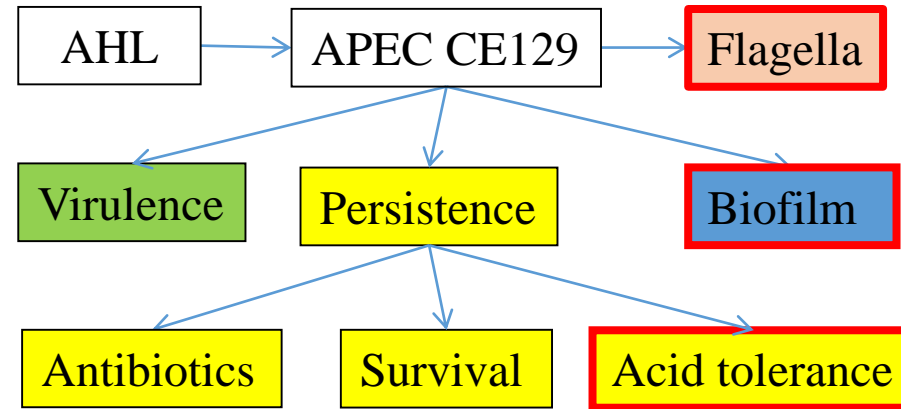 AHL
APEC CE129
Flagella
Virulence
Persistence
Biofilm
Antibiotics
Survival
Acid tolerance